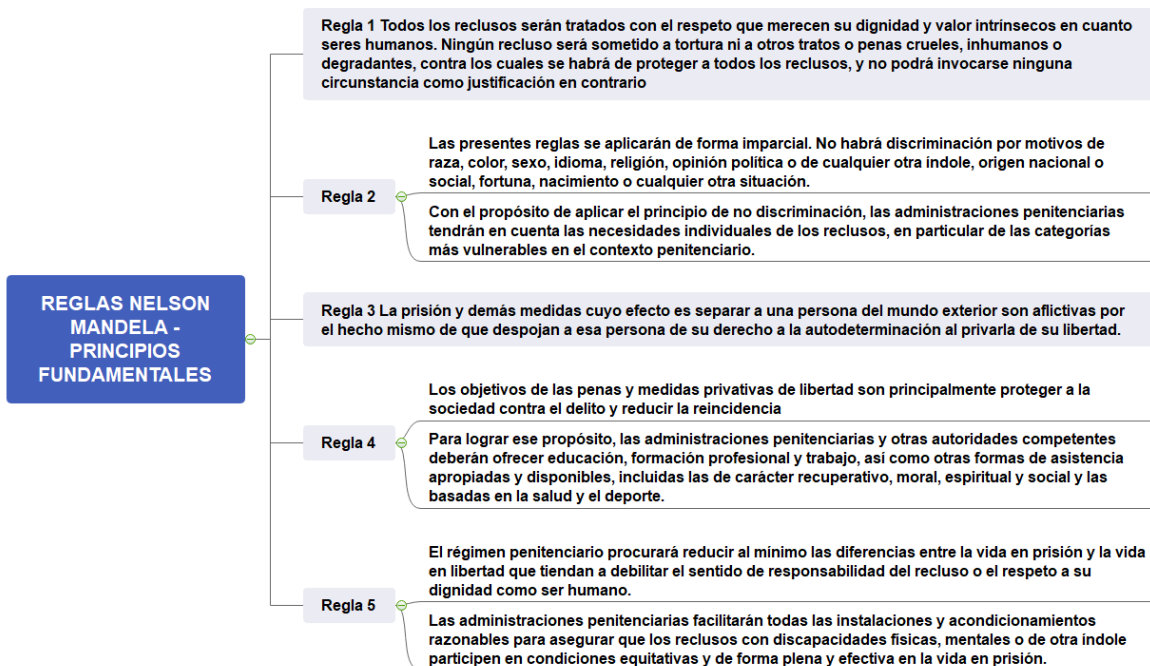 REGLAS NELSON
MANDELA -
PRINCIPIOS
FUNDAMENTALES
Regla 1 Todos los reclusos serán tratados con el respeto que merecen su dignidad y valor intrínsecos en cuanto
seres humanos. Ningún recluso será sometido a tortura ni a otros tratos o penas crueles, inhumanos o
degradantes, contra los cuales se habrá de proteger a todos los reclusos, y no podrá invocarse ninguna
circunstancia como justificación en contrario
Regla 2
Las presentes reglas se aplicarán de forma imparcial. No habrá discriminación por motivos de
raza, color, sexo, idioma, religión, opinión política o de cualquier otra índole, origen nacional o
social, fortuna, nacimiento o cualquier otra situación.
Con el propósito de aplicar el principio de no discriminación, las administraciones penitenciarias
tendrán en cuenta las necesidades individuales de los reclusos, en particular de las categorías
más vulnerables en el contexto penitenciario.
Regla 3 La prisión y demás medidas cuyo efecto es separar a una persona del mundo exterior son aflictivas por
el hecho mismo de que despojan a esa persona de su derecho a la autodeterminación al privarla de su libertad.
Regla 4
Los objetivos de las penas y medidas privativas de libertad son principalmente proteger a la
sociedad contra el delito y reducir la reincidencia
Para lograr ese propósito, las administraciones penitenciarias y otras autoridades competentes
deberán ofrecer educación, formación profesional y trabajo, así como otras formas de asistencia
apropiadas y disponibles, incluidas las de carácter recuperativo, moral, espiritual y social y las
basadas en la salud y el deporte.
Regla 5
El régimen penitenciario procurará reducir al mínimo las diferencias entre la vida en prisión y la vida
en libertad que tiendan a debilitar el sentido de responsabilidad del recluso o el respeto a su
dignidad como ser humano.
Las administraciones penitenciarias facilitarán todas las instalaciones y acondicionamientos
razonables para asegurar que los reclusos con discapacidades físicas, mentales o de otra índole
participen en condiciones equitativas y de forma plena y efectiva en la vida en prisión.